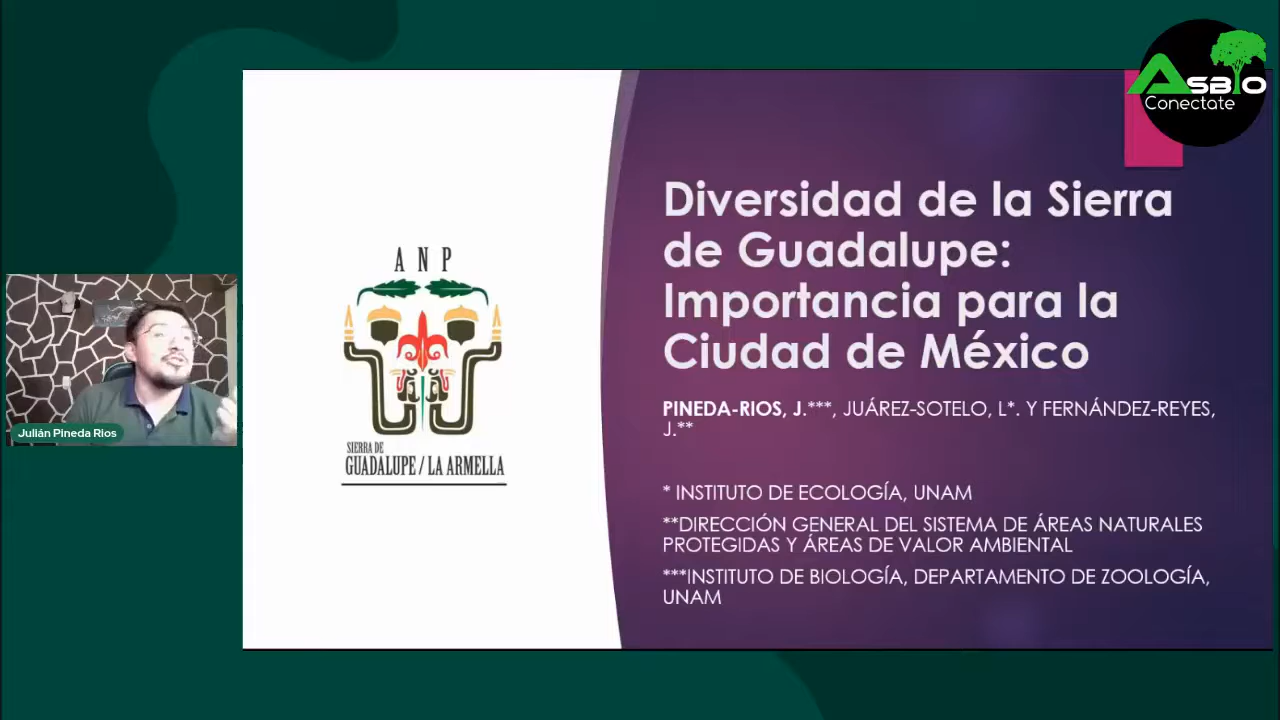 Asbio
Conectate
Diversidad de la Sierra
de Guadalupe:
Importancia para la
Ciudad de México
PINEDA-RIOS, J.***, JUÁREZ-SOTELO, L*. Y FERNÁNDEZ-REYES,
J.**
* INSTITUTO DE ECOLOGÍA, UNAM
**DIRECCIÓN GENERAL DEL SISTEMA DE ÁREAS NATURALES
PROTEGIDAS Y ÁREAS DE VALOR AMBIENTAL
***INSTITUTO DE BIOLOGÍA, DEPARTAMENTO DE ZOOLOGÍA,
UNAM
A N P
SIERRA DE
GUADALUPE / LA ARMELLA
Julián Pineda Rios